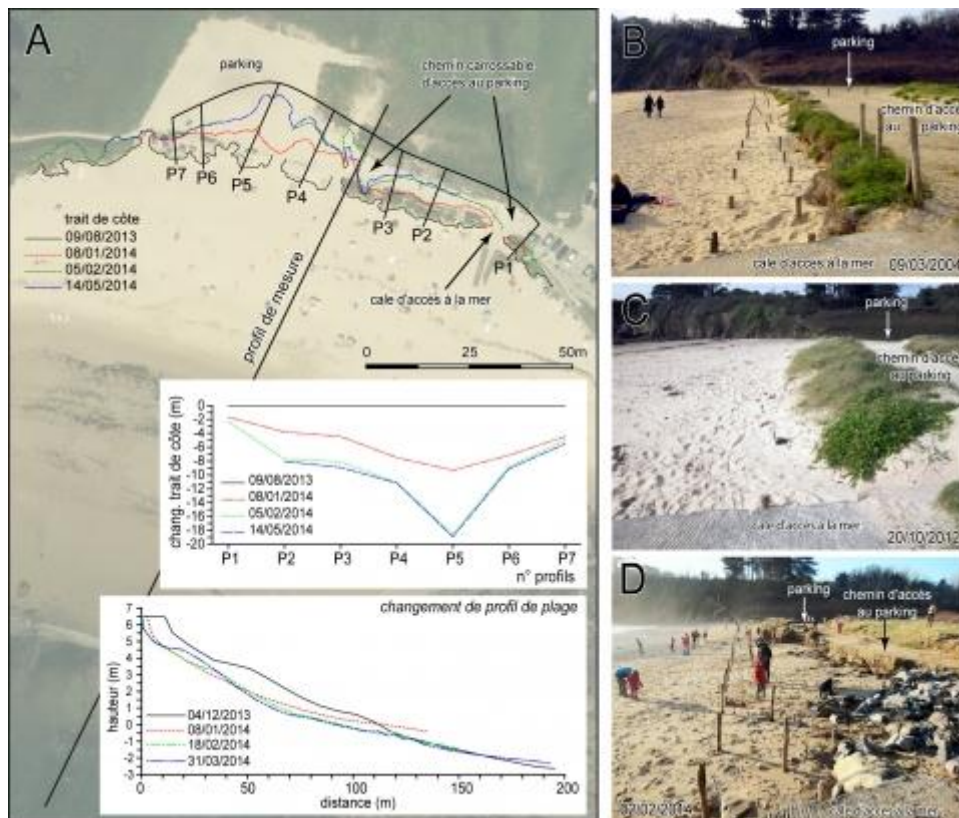 A
parking
chemin carrossable
d'accès au parking
P7
P6
P5
P4
P3
P2
P1
trait de côte
09/08/2013
08/01/2014
05/02/2014
14/05/2014
cale d'accès à la mer
profil de mesure
0 25 50m
chang. trait de côte (m)
0
-2
-4
-6
-8
-10
-12
-14
-16
-18
-20
09/08/2013
08/01/2014
05/02/2014
14/05/2014
P1 P2 P3 P4 P5 P6 P7
n° profils
changement de profil de plage
hauteur (m)
7
6
5
4
3
2
1
0
-1
-2
-3
04/12/2013
08/01/2014
18/02/2014
31/03/2014
0 50 100 150 200
distance (m)
B
parking
chemin d'accès
au parking
cale d'accès à la mer
09/03/2004
C
parking
chemin d'accès
au parking
cale d'accès à la mer
20/10/2012
D
parking
chemin d'accès
au parking
cale d'accès à la mer
02/02/2014